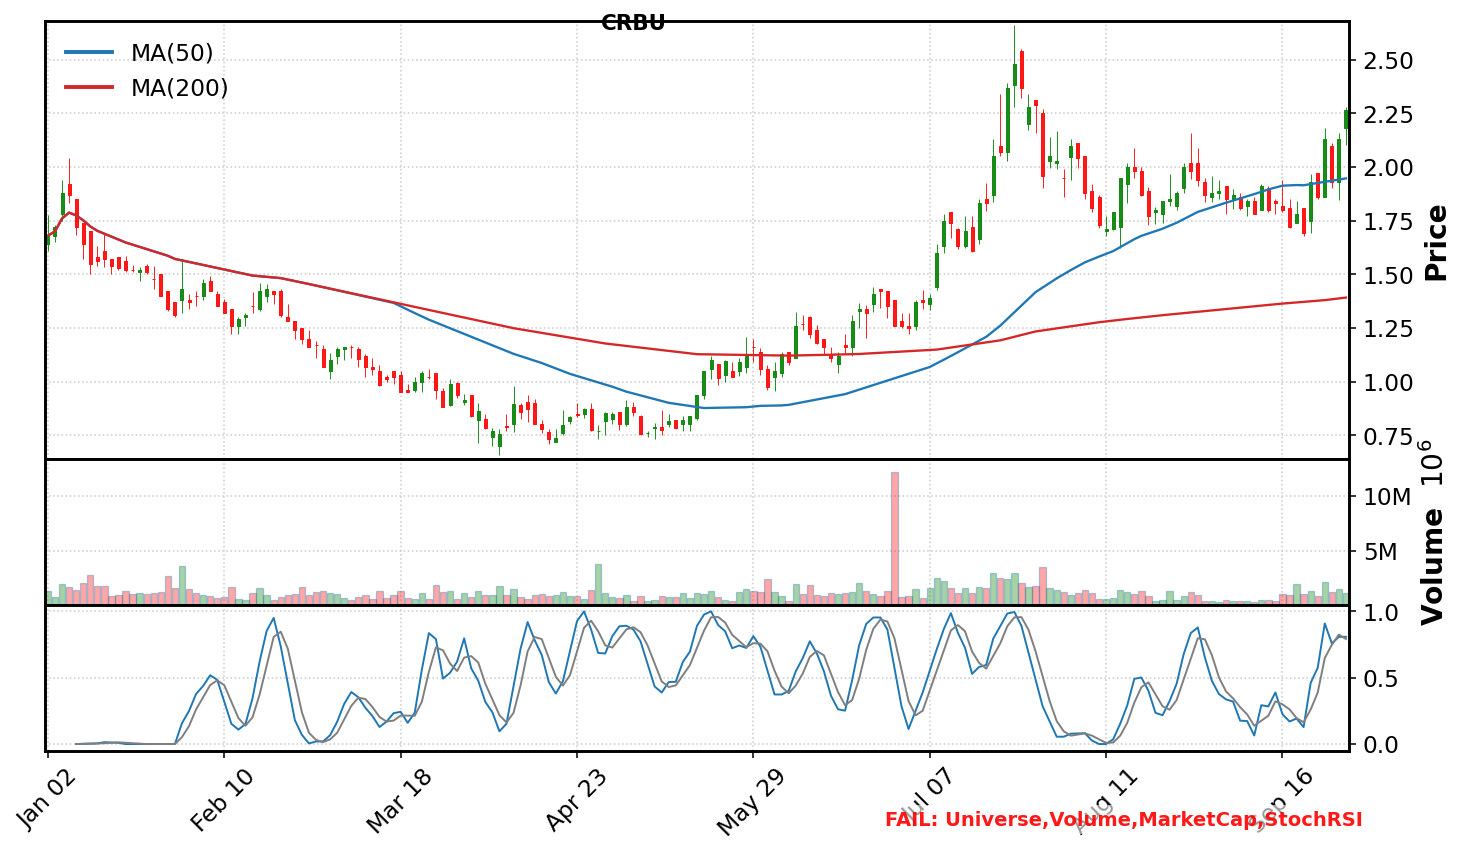 CRBU
MA(50)
MA(200)
2.50
2.25
2.00
1.75
1.50
1.25
1.00
0.75
Price
10M
5M
Volume 10⁶
1.0
0.5
0.0
Jan 02
Feb 10
Mar 18
Apr 23
May 29
Jul 07
Aug 11
Sep 16
FAIL: Universe,Volume,MarketCap,StochRSI